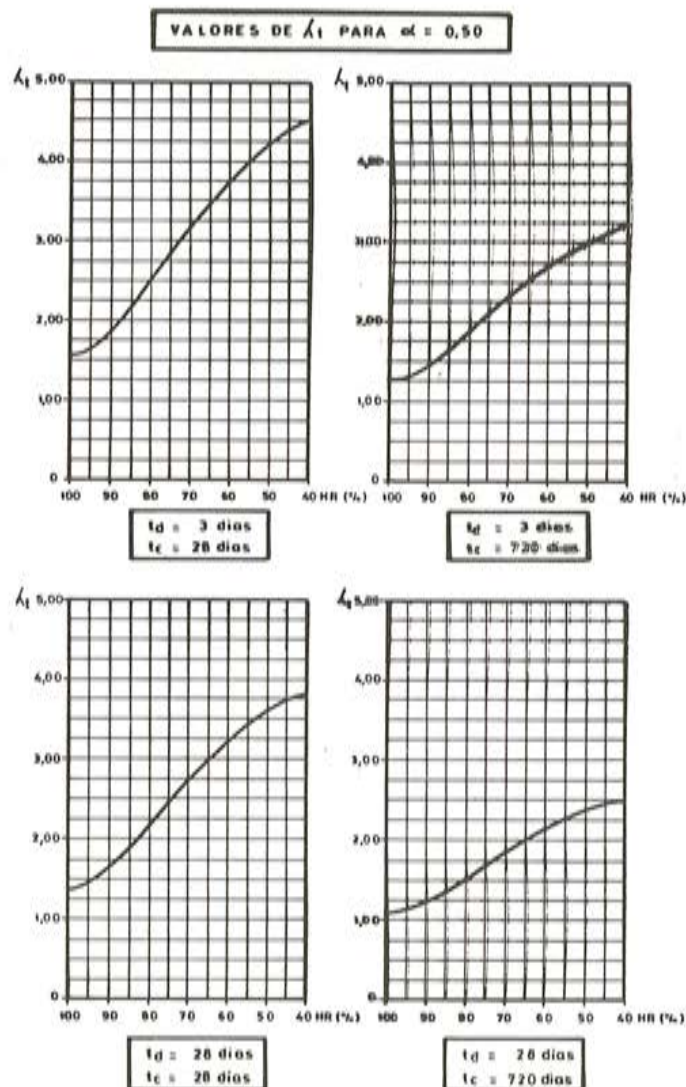 VALORES DE λt PARA α = 0,50
λt 5,00
4,00
3,00
2,00
1,00
0
100 90 80 70 60 50 40 HR (%)
td = 3 dias
tc = 28 dias
λt 5,00
4,00
3,00
2,00
1,00
0
100 90 80 70 60 50 40 HR (%)
td = 3 dias
tc = 720 dias
λt 5,00
4,00
3,00
2,00
1,00
0
100 90 80 70 60 50 40 HR (%)
td = 28 dias
tc = 28 dias
λt 5,00
4,00
3,00
2,00
1,00
0
100 90 80 70 60 50 40 HR (%)
td = 28 dias
tc = 720 dias